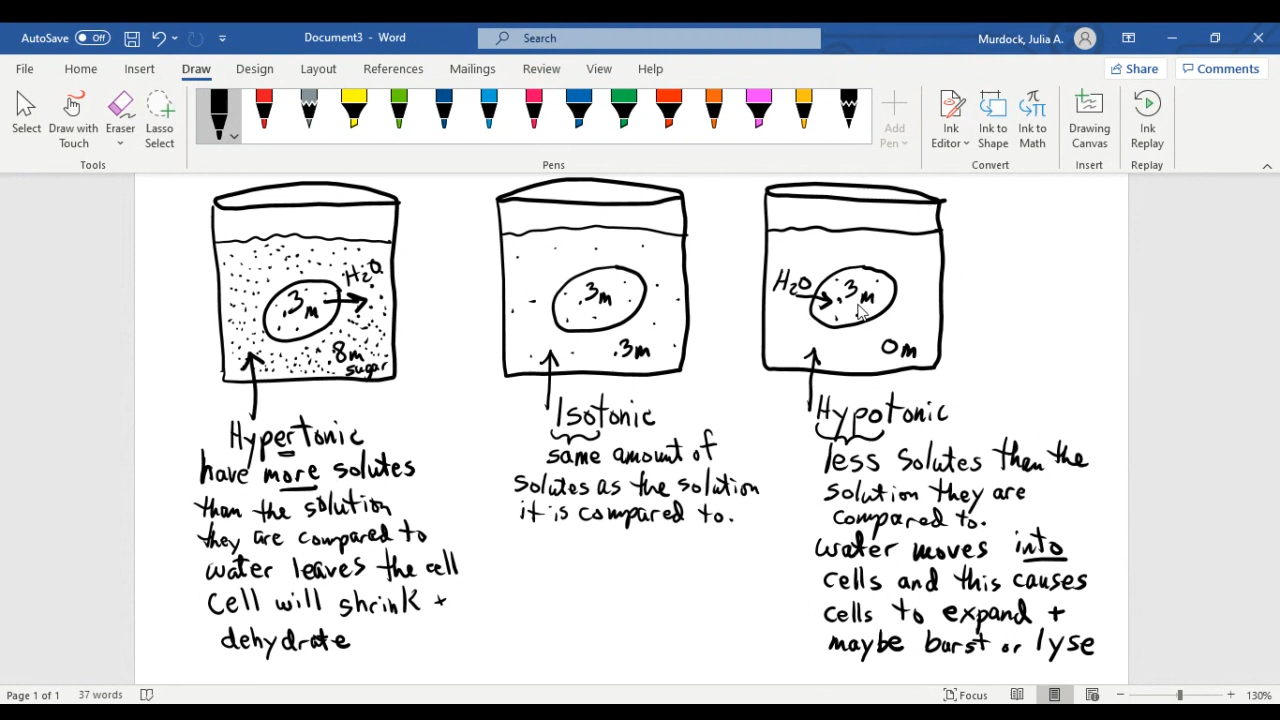 AutoSave Off Document3 - Word Search Murdock, Julia A.
File Home Insert Draw Design Layout References Mailings Review View Help Share Comments
Select Draw with Touch Eraser Lasso Select Add Pen Ink Editor Ink to Shape Ink to Math Drawing Canvas Ink Replay
Tools Pens Convert Insert Replay
H2O
.3m
.8m
sugar
Hypertonic
have more solutes
than the solution
they are compared to
water leaves the cell
Cell will shrink +
dehydrate
.3m
.3m
Isotonic
same amount of
solutes as the solution
it is compared to.
H2O
.3m
0m
Hypotonic
less solutes than the
solution they are
compared to.
water moves into
cells and this causes
cells to expand +
maybe burst or lyse
Page 1 of 1 37 words Focus 130%